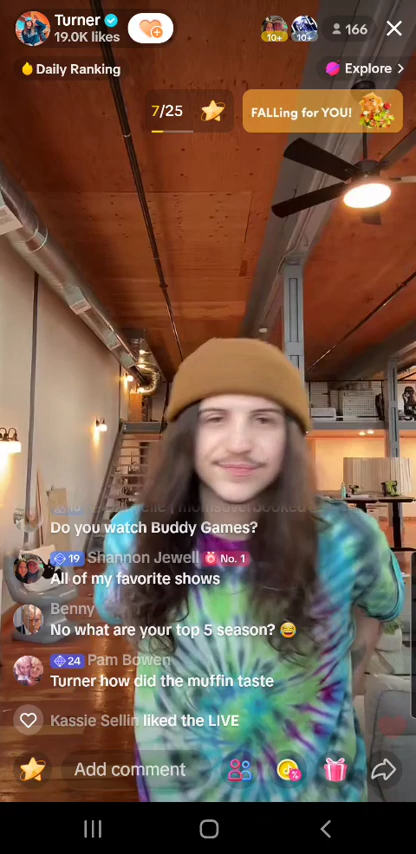 Turner
19.0K likes
10+ 10+
166
Daily Ranking
Explore
7/25
FALLing for YOU!
Do you watch Buddy Games?
19 Shannon Jewell No. 1
All of my favorite shows
Benny
No what are your top 5 season? 😅
24 Pam Bowen
Turner how did the muffin taste
Kassie Sellin liked the LIVE
Add comment